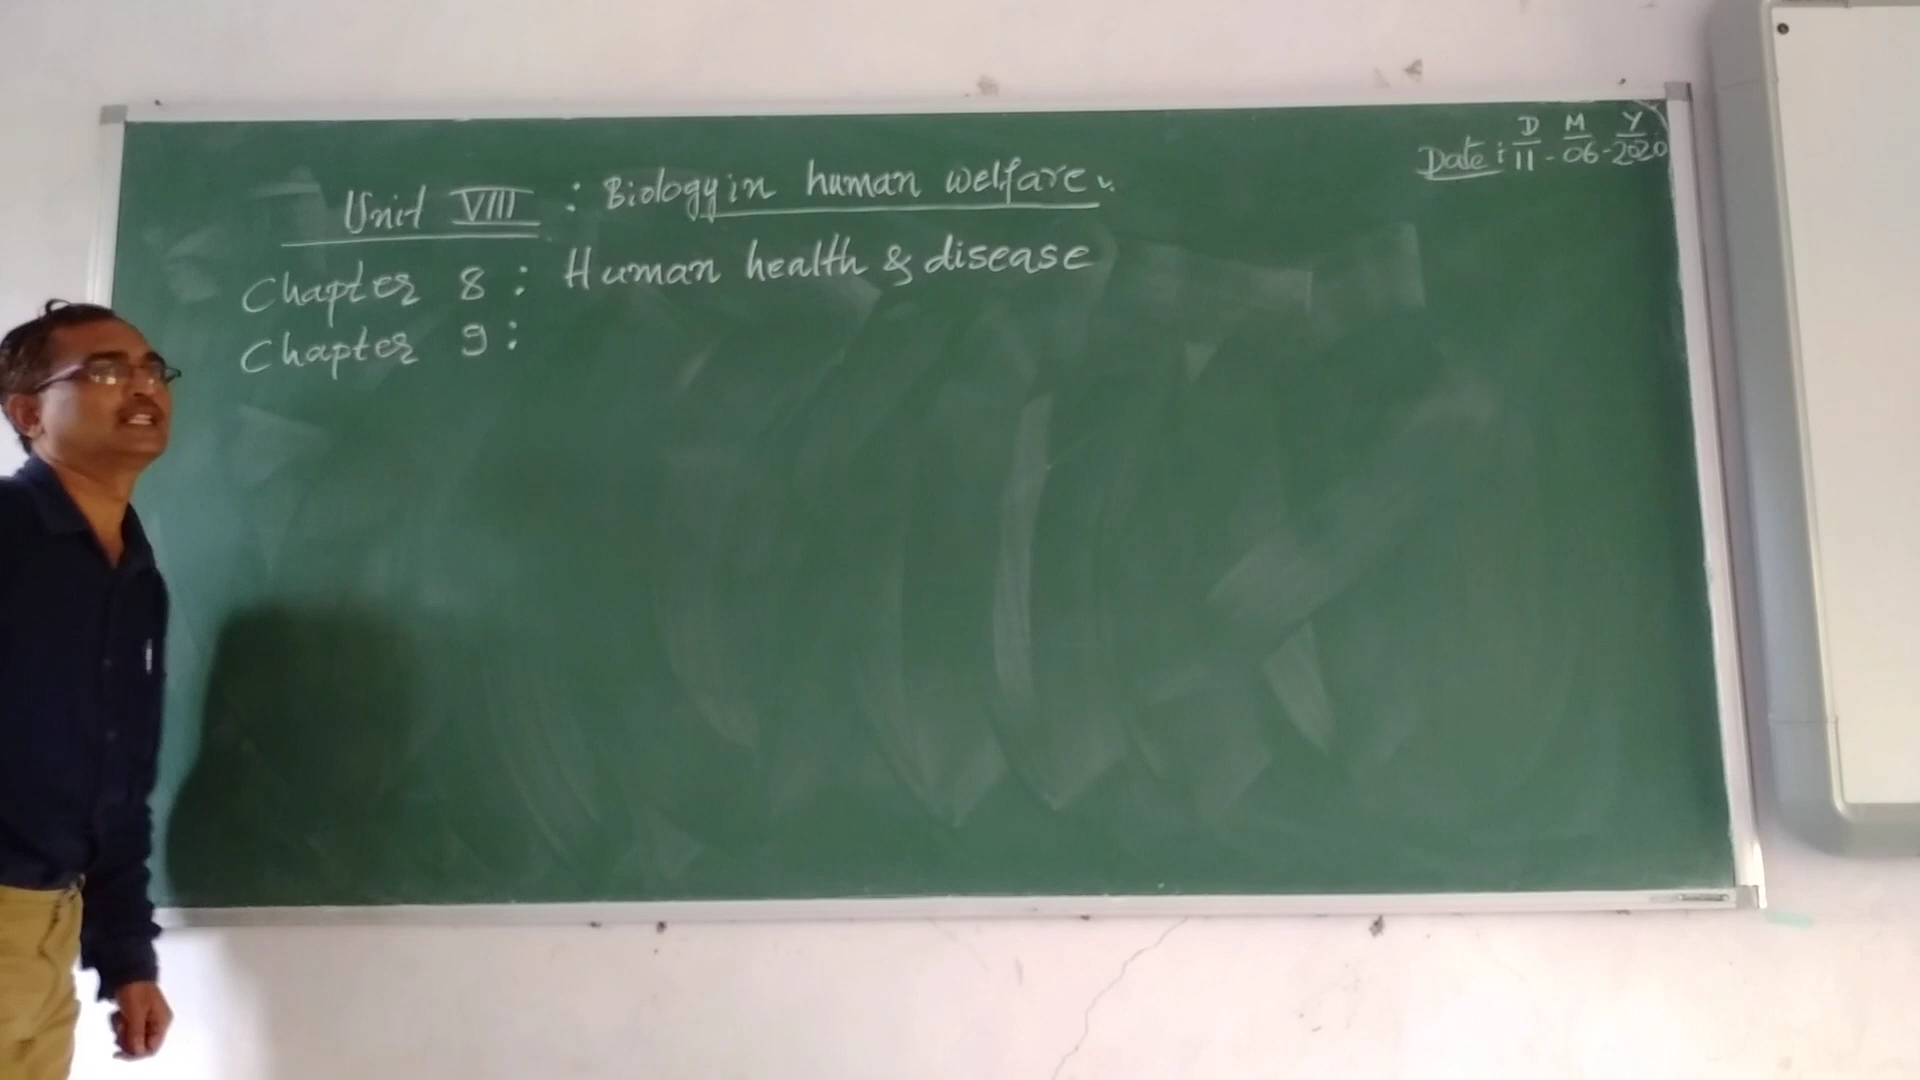 D M Y
Date: 11-06-2020
Unit VIII : Biology in human welfare.
Chapter 8 : Human health & disease
Chapter 9 :